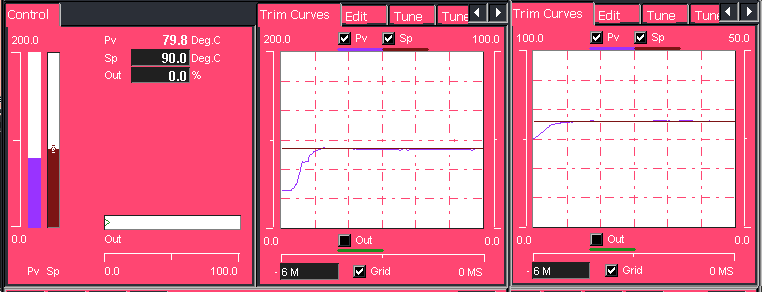 Control
200.0
Pv 79.8 Deg.C
Sp 90.0 Deg.C
Out 0.0 %
0.0
Out
Pv Sp
0.0 100.0
Trim Curves Edit Tune Tune
200.0 Pv Sp 100.0
0.0 Out 0.0
- 6 M Grid 0 MS
Trim Curves Edit Tune Tun
100.0 Pv Sp 50.0
0.0 Out 0.0
- 6 M Grid 0 MS